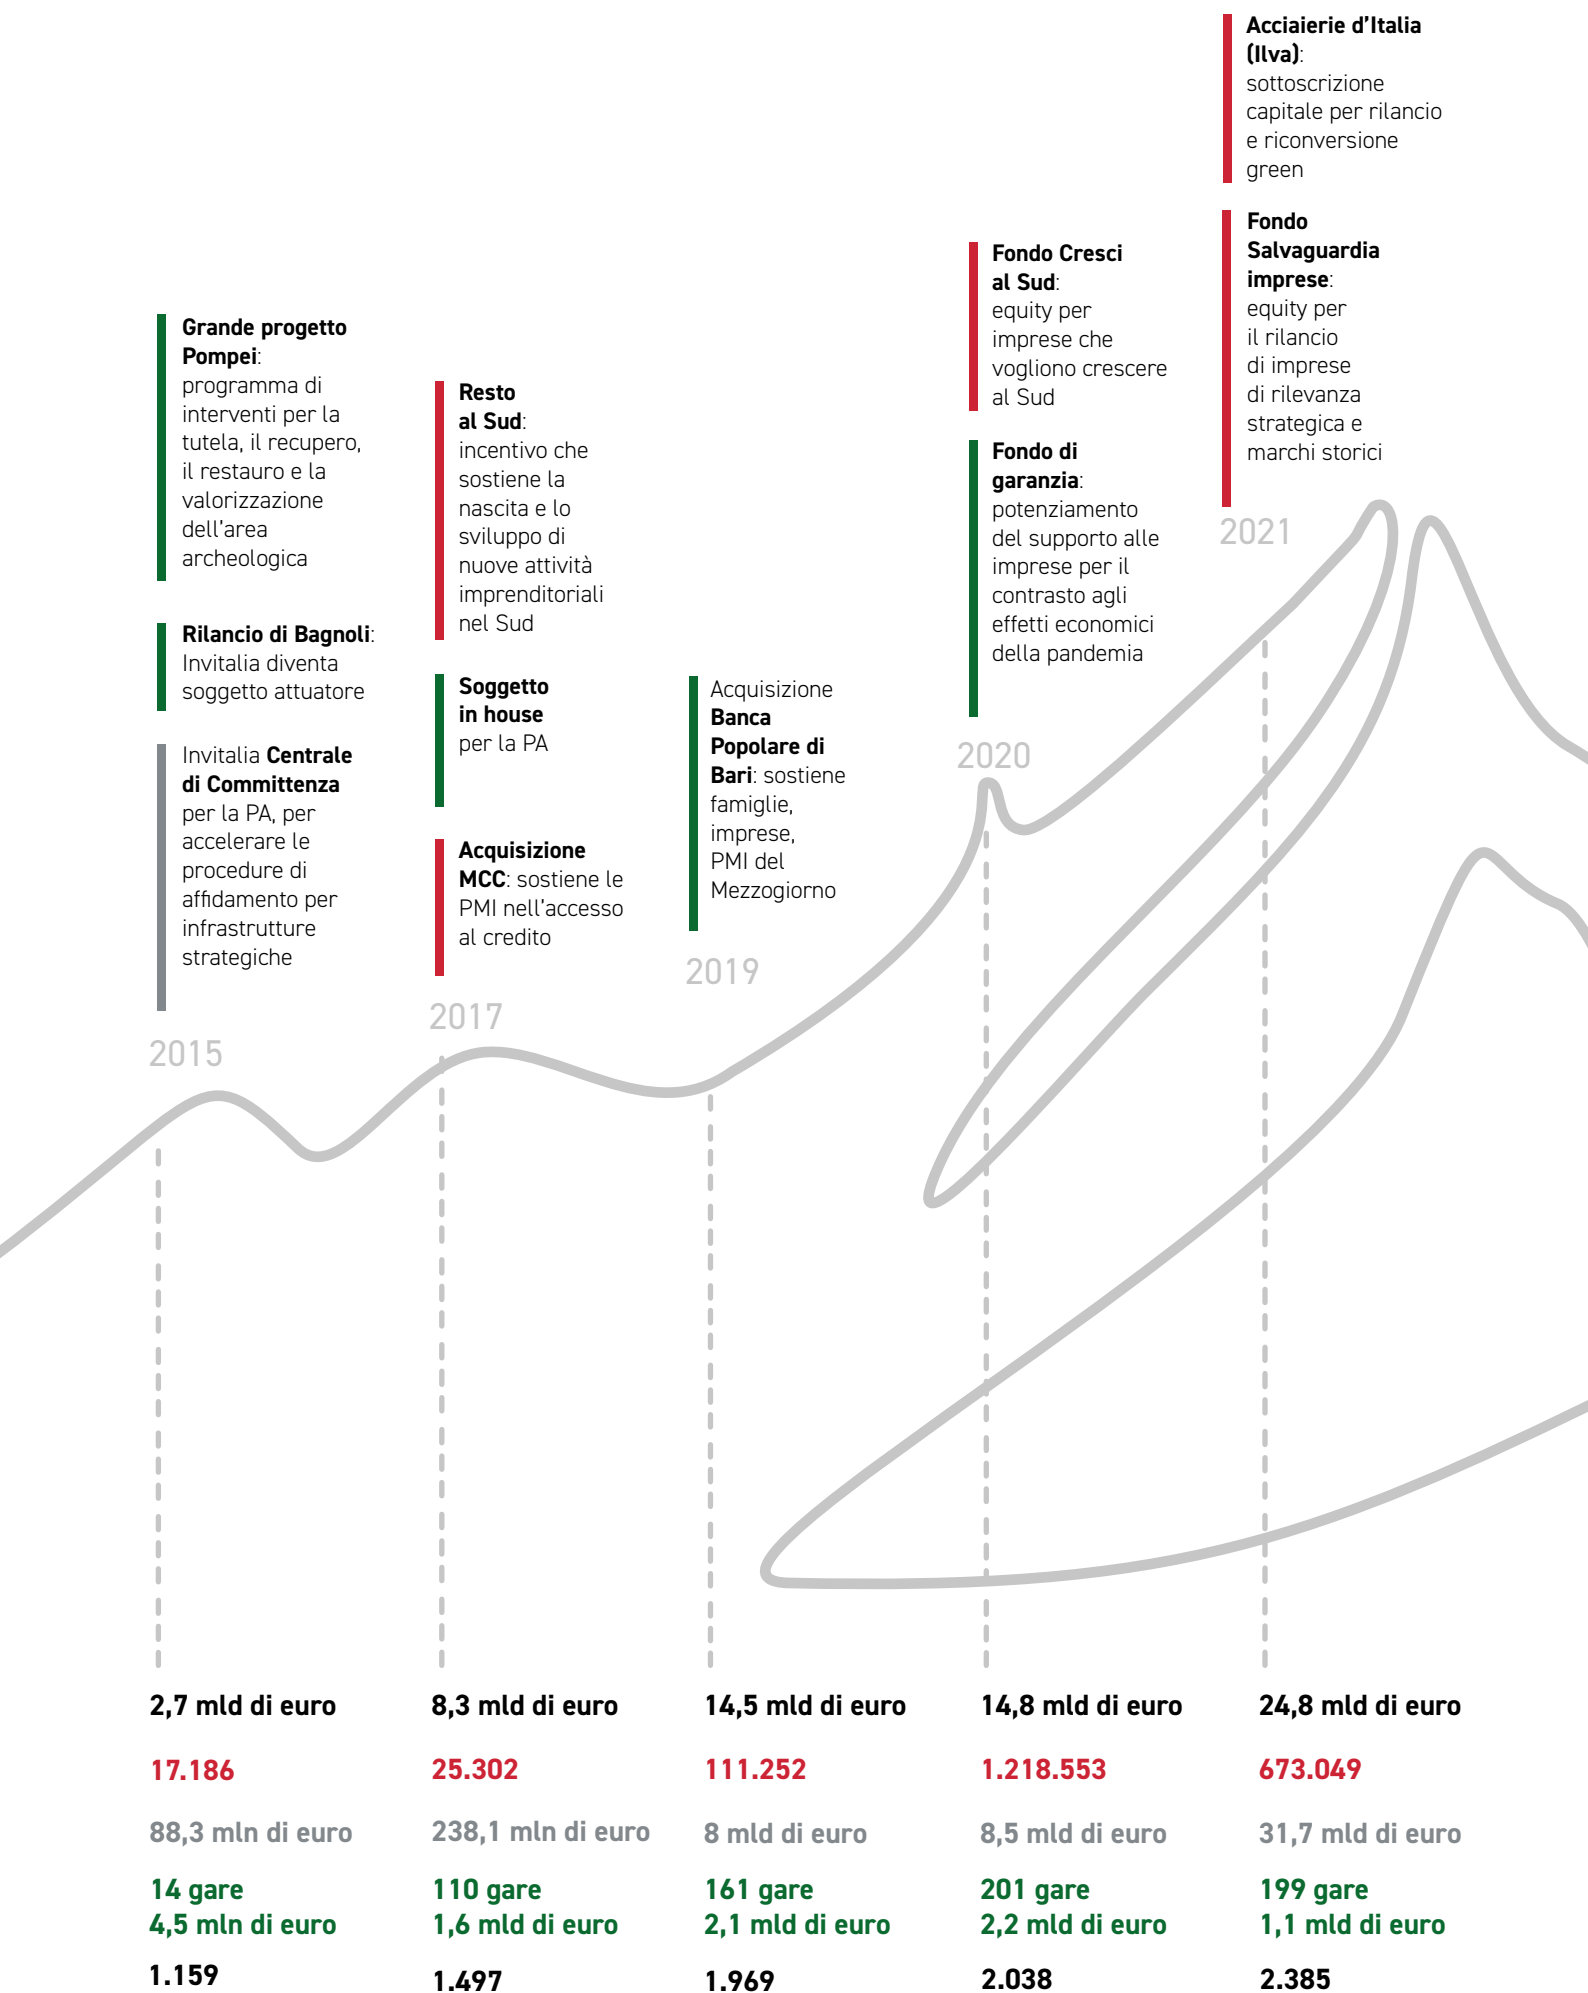 Grande progetto
Pompei:
programma di
interventi per la
tutela, il recupero,
il restauro e la
valorizzazione
dell'area
archeologica
Rilancio di Bagnoli:
Invitalia diventa
soggetto attuatore
Invitalia Centrale
di Committenza
per la PA, per
accelerare le
procedure di
affidamento per
infrastrutture
strategiche
2015
Resto
al Sud:
incentivo che
sostiene la
nascita e lo
sviluppo di
nuove attività
imprenditoriali
nel Sud
Soggetto
in house
per la PA
Acquisizione
MCC: sostiene le
PMI nell'accesso
al credito
2017
Acquisizione
Banca
Popolare di
Bari: sostiene
famiglie,
imprese,
PMI del
Mezzogiorno
2019
Fondo Cresci
al Sud:
equity per
imprese che
vogliono crescere
al Sud
Fondo di
garanzia:
potenziamento
del supporto alle
imprese per il
contrasto agli
effetti economici
della pandemia
2020
Acciaierie d'Italia
(Ilva):
sottoscrizione
capitale per rilancio
e riconversione
green
Fondo
Salvaguardia
imprese:
equity per
il rilancio
di imprese
di rilevanza
strategica e
marchi storici
2021
2,7 mld di euro
17.186
88,3 mln di euro
14 gare
4,5 mln di euro
1.159
8,3 mld di euro
25.302
238,1 mln di euro
110 gare
1,6 mld di euro
1.497
14,5 mld di euro
111.252
8 mld di euro
161 gare
2,1 mld di euro
1.969
14,8 mld di euro
1.218.553
8,5 mld di euro
201 gare
2,2 mld di euro
2.038
24,8 mld di euro
673.049
31,7 mld di euro
199 gare
1,1 mld di euro
2.385